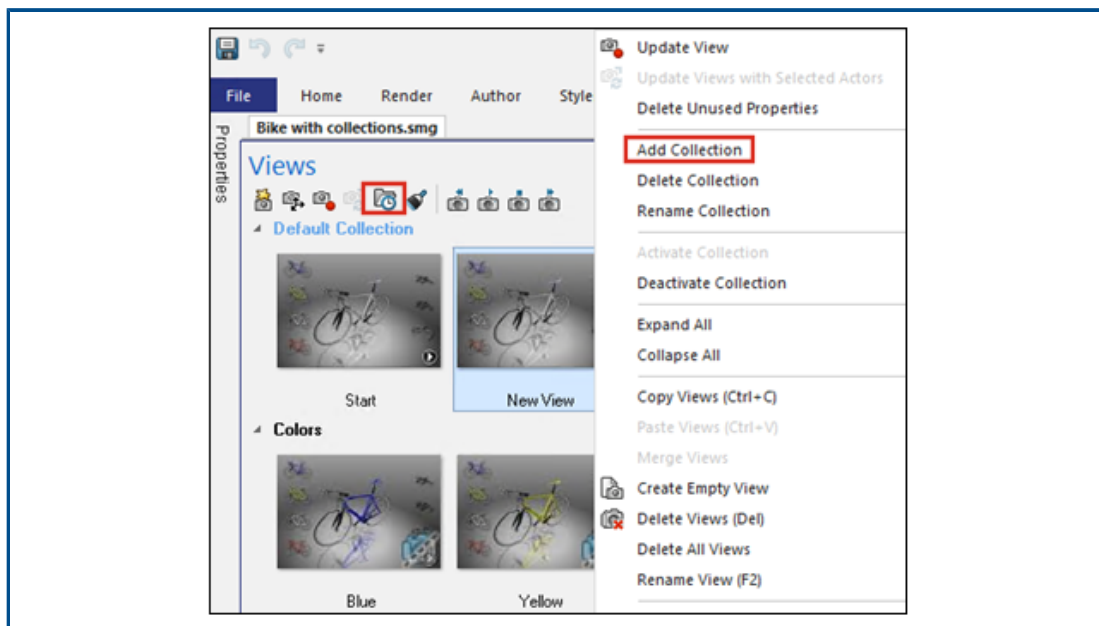 File Home Render Author Style
Properties
Bike with collections.smg
Views
Default Collection
Start New View
Colors
Blue Yellow
Update View
Update Views with Selected Actors
Delete Unused Properties
Add Collection
Delete Collection
Rename Collection
Activate Collection
Deactivate Collection
Expand All
Collapse All
Copy Views (Ctrl+C)
Paste Views (Ctrl+V)
Merge Views
Create Empty View
Delete Views (Del)
Delete All Views
Rename View (F2)